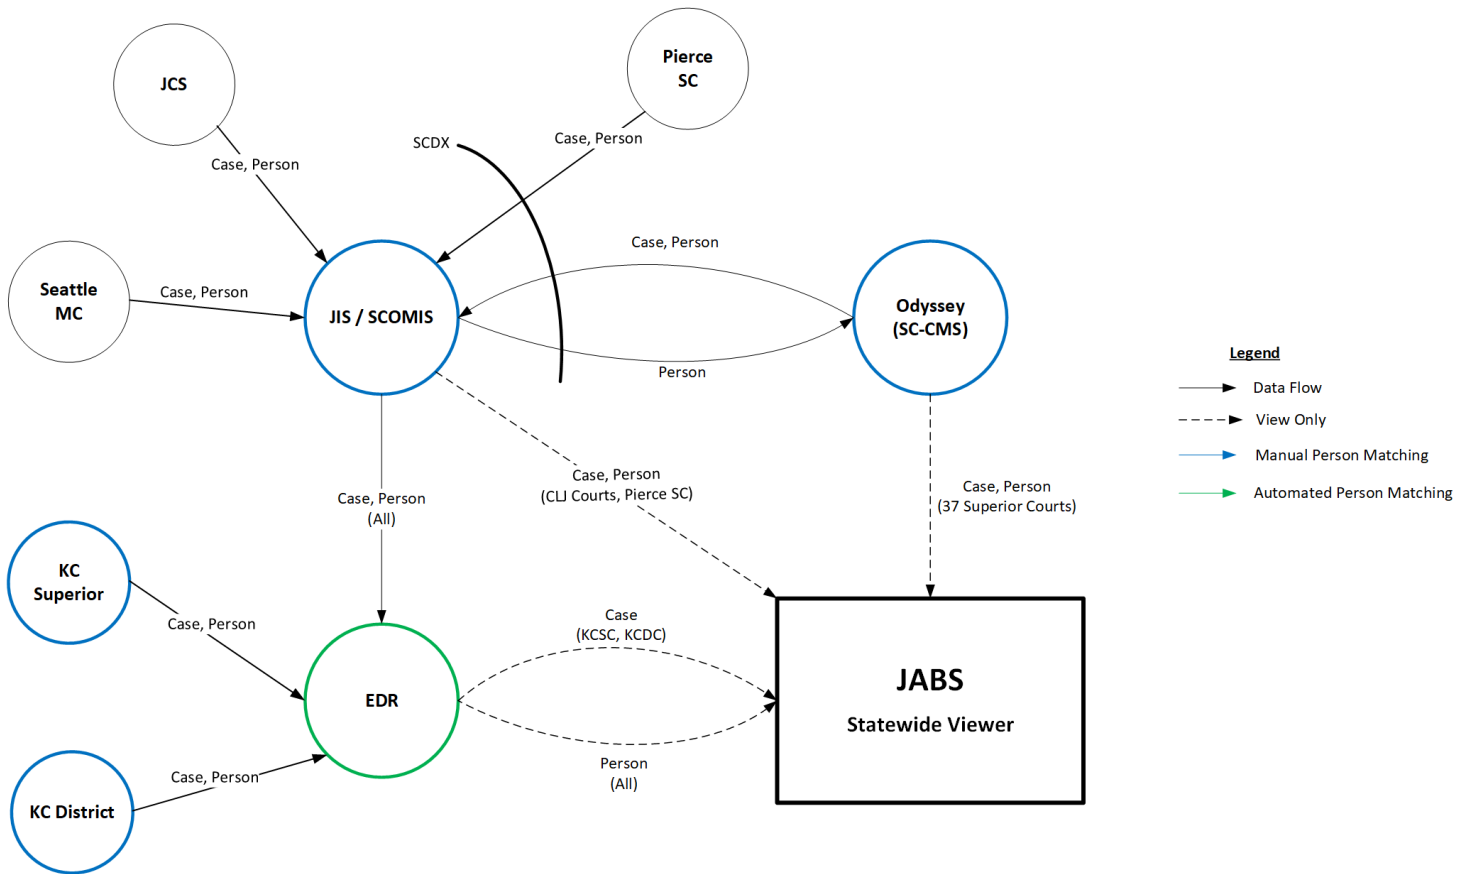 JCS
Pierce
SC
SCDX
Case, Person
Case, Person
Seattle
MC
Case, Person
JIS / SCOMIS
Case, Person
Person
Odyssey
(SC-CMS)
Legend
Data Flow
View Only
Manual Person Matching
Automated Person Matching
Case, Person
(All)
Case, Person
(CLJ Courts, Pierce SC)
Case, Person
(37 Superior Courts)
KC
Superior
Case, Person
KC District
Case, Person
EDR
Case
(KCSC, KCDC)
Person
(All)
JABS
Statewide Viewer